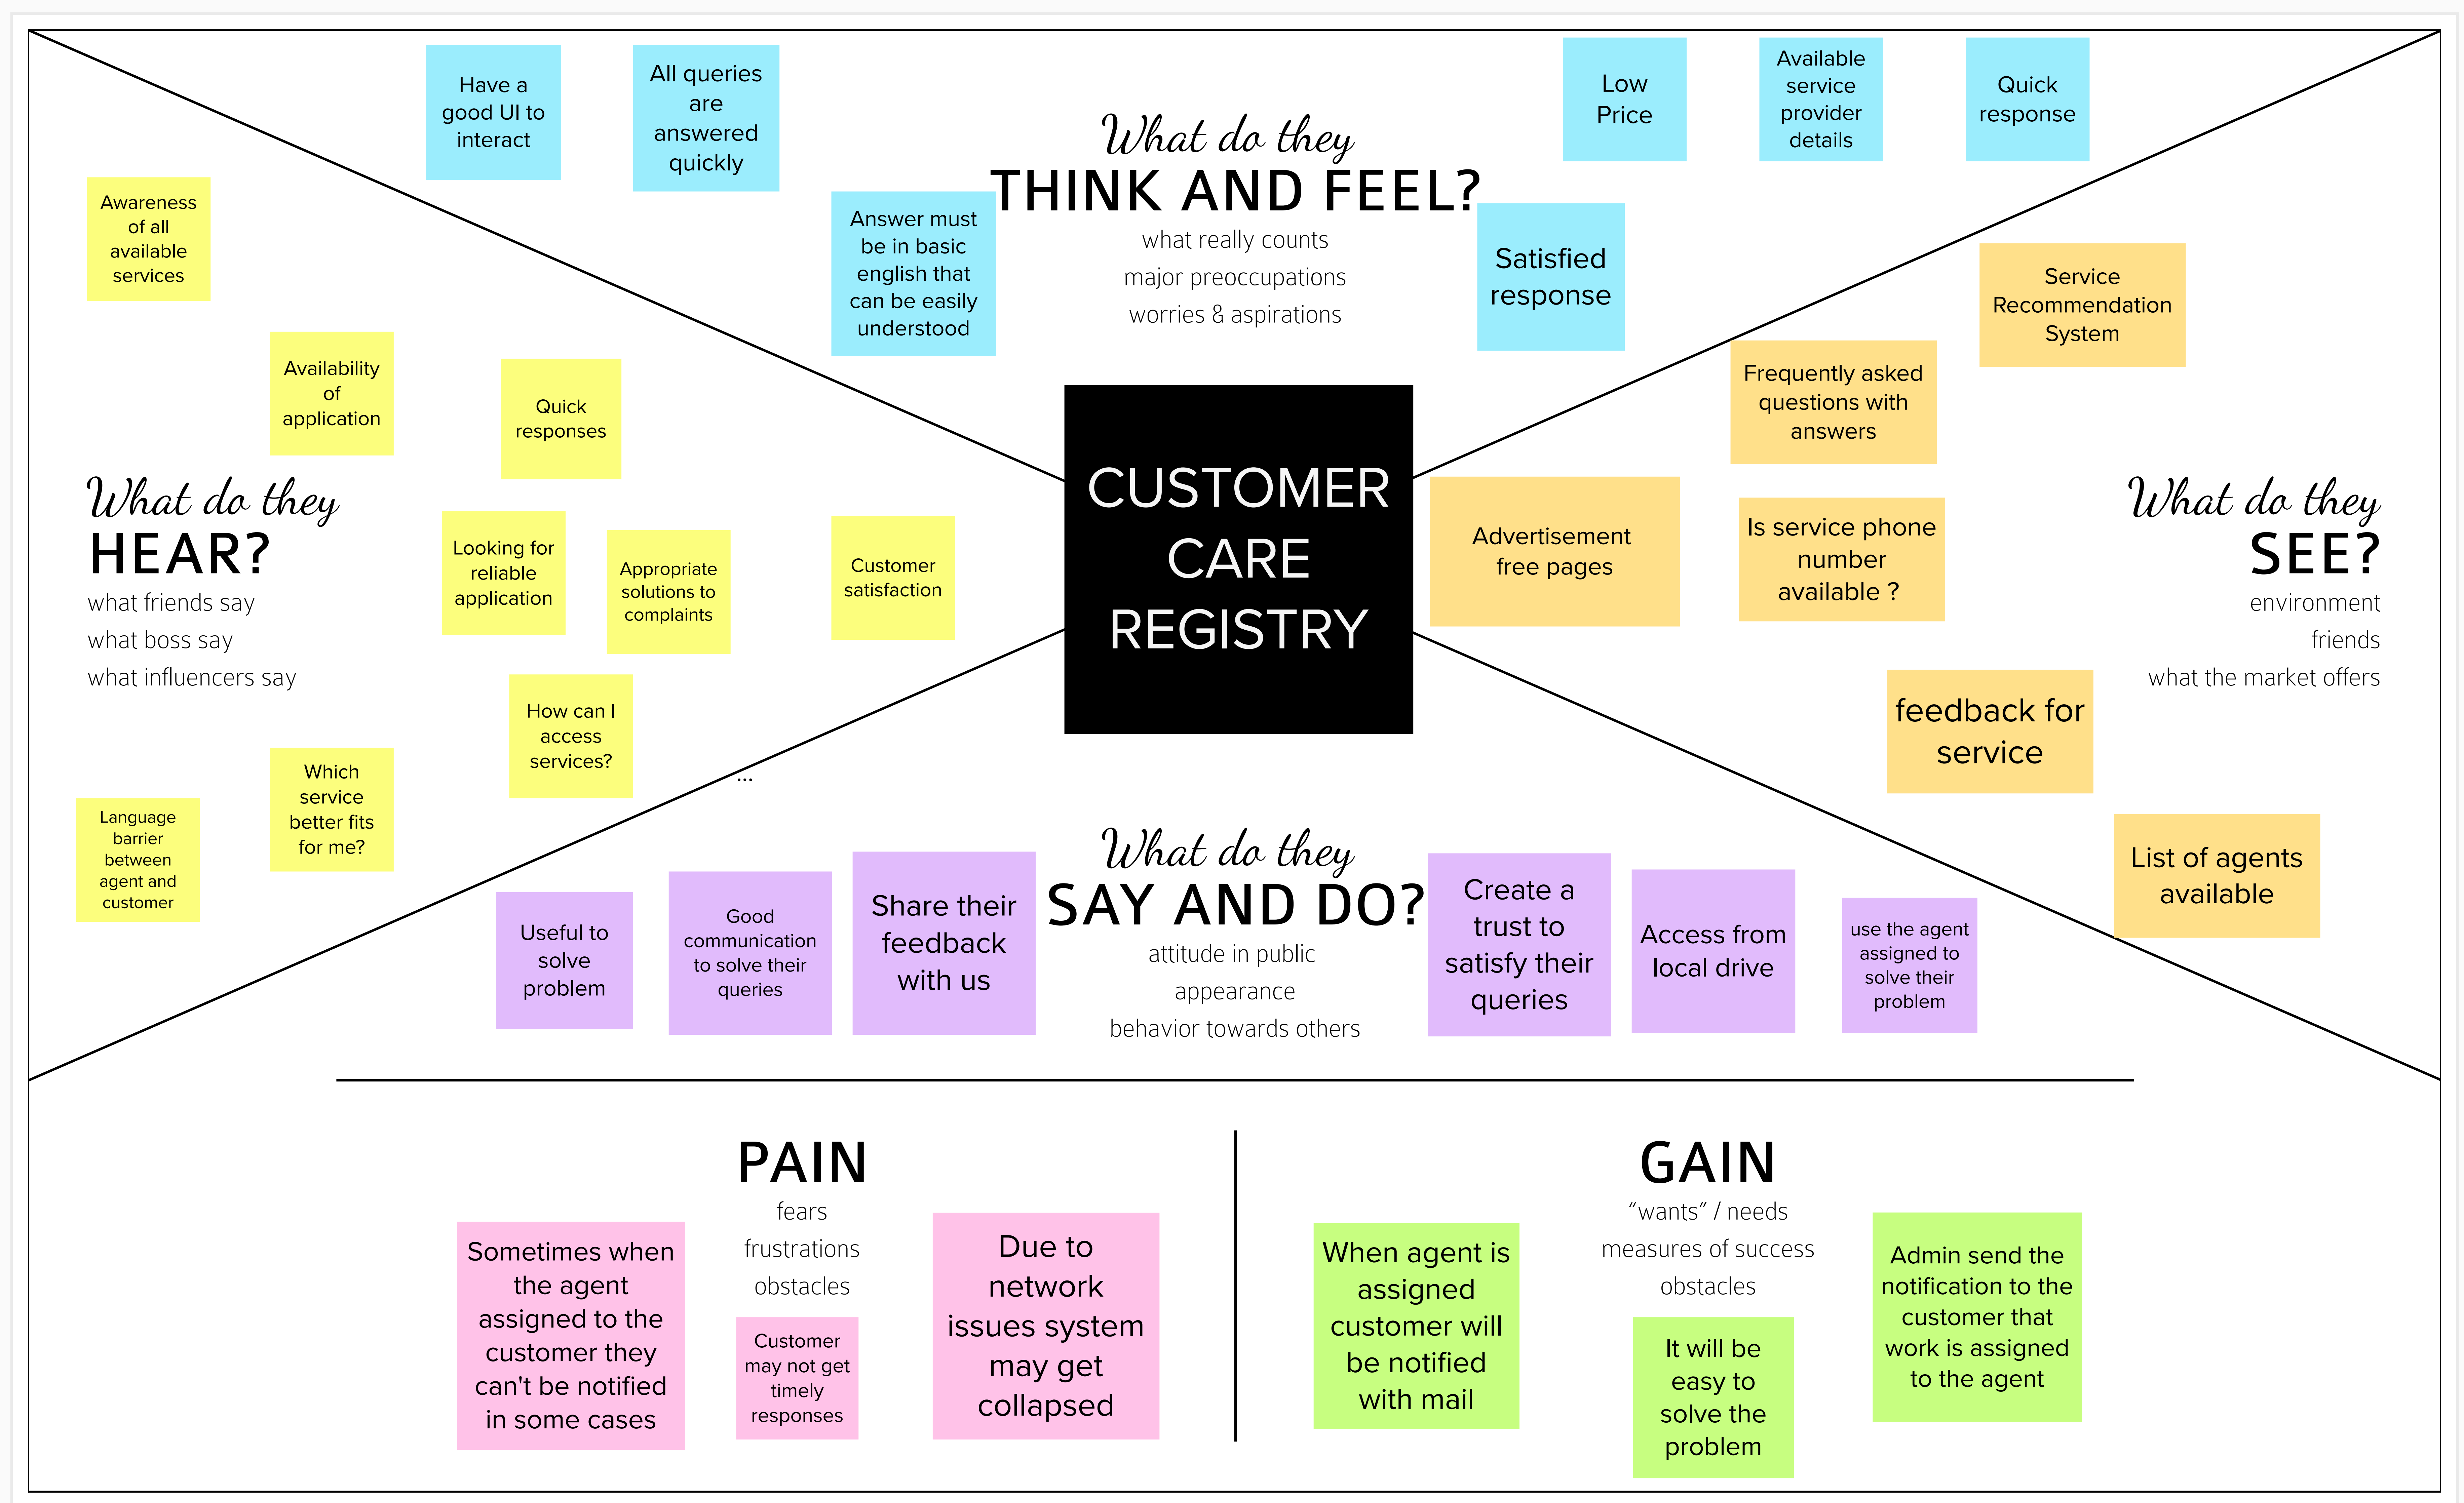 Have a
good UI to
interact
All queries
are
answered
quickly
Answer must
be in basic
english that
can be easily
understood
What do they
THINK AND FEEL?
what really counts
major preoccupations
worries & aspirations
Low
Price
Available
service
provider
details
Quick
response
Satisfied
response
Awareness
of all
available
services
Availability
of
application
Quick
responses
What do they
HEAR?
what friends say
what boss say
what influencers say
Looking for
reliable
application
Appropriate
solutions to
complaints
Customer
satisfaction
How can I
access
services?
Which
service
better fits
for me?
Language
barrier
between
agent and
customer
...
CUSTOMER
CARE
REGISTRY
Service
Recommendation
System
Frequently asked
questions with
answers
Advertisement
free pages
Is service phone
number
available ?
What do they
SEE?
environment
friends
what the market offers
feedback for
service
List of agents
available
Useful to
solve
problem
Good
communication
to solve their
queries
Share their
feedback
with us
What do they
SAY AND DO?
attitude in public
appearance
behavior towards others
Create a
trust to
satisfy their
queries
Access from
local drive
use the agent
assigned to
solve their
problem
PAIN
fears
frustrations
obstacles
Sometimes when
the agent
assigned to the
customer they
can't be notified
in some cases
Customer
may not get
timely
responses
Due to
network
issues system
may get
collapsed
GAIN
“wants” / needs
measures of success
obstacles
When agent is
assigned
customer will
be notified
with mail
It will be
easy to
solve the
problem
Admin send the
notification to the
customer that
work is assigned
to the agent